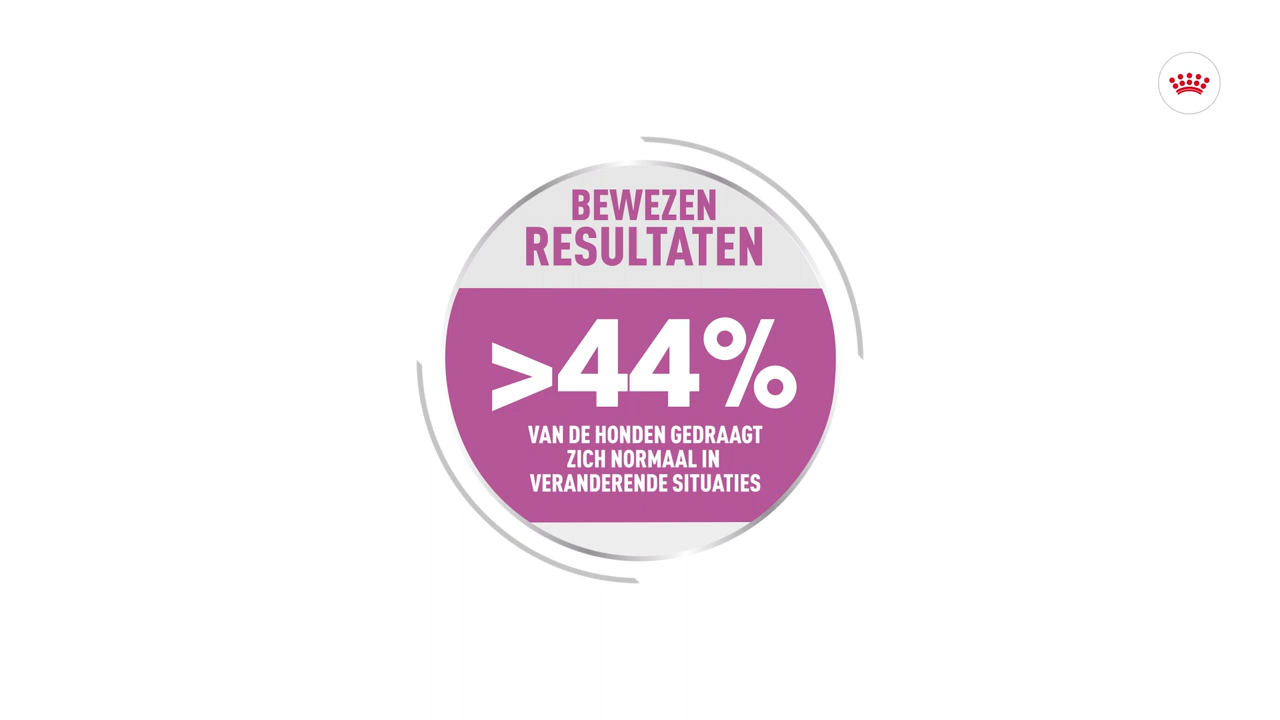 BEWEZEN
RESULTATEN
>44%
VAN DE HONDEN GEDRAAGT
ZICH NORMAAL IN
VERANDERENDE SITUATIES